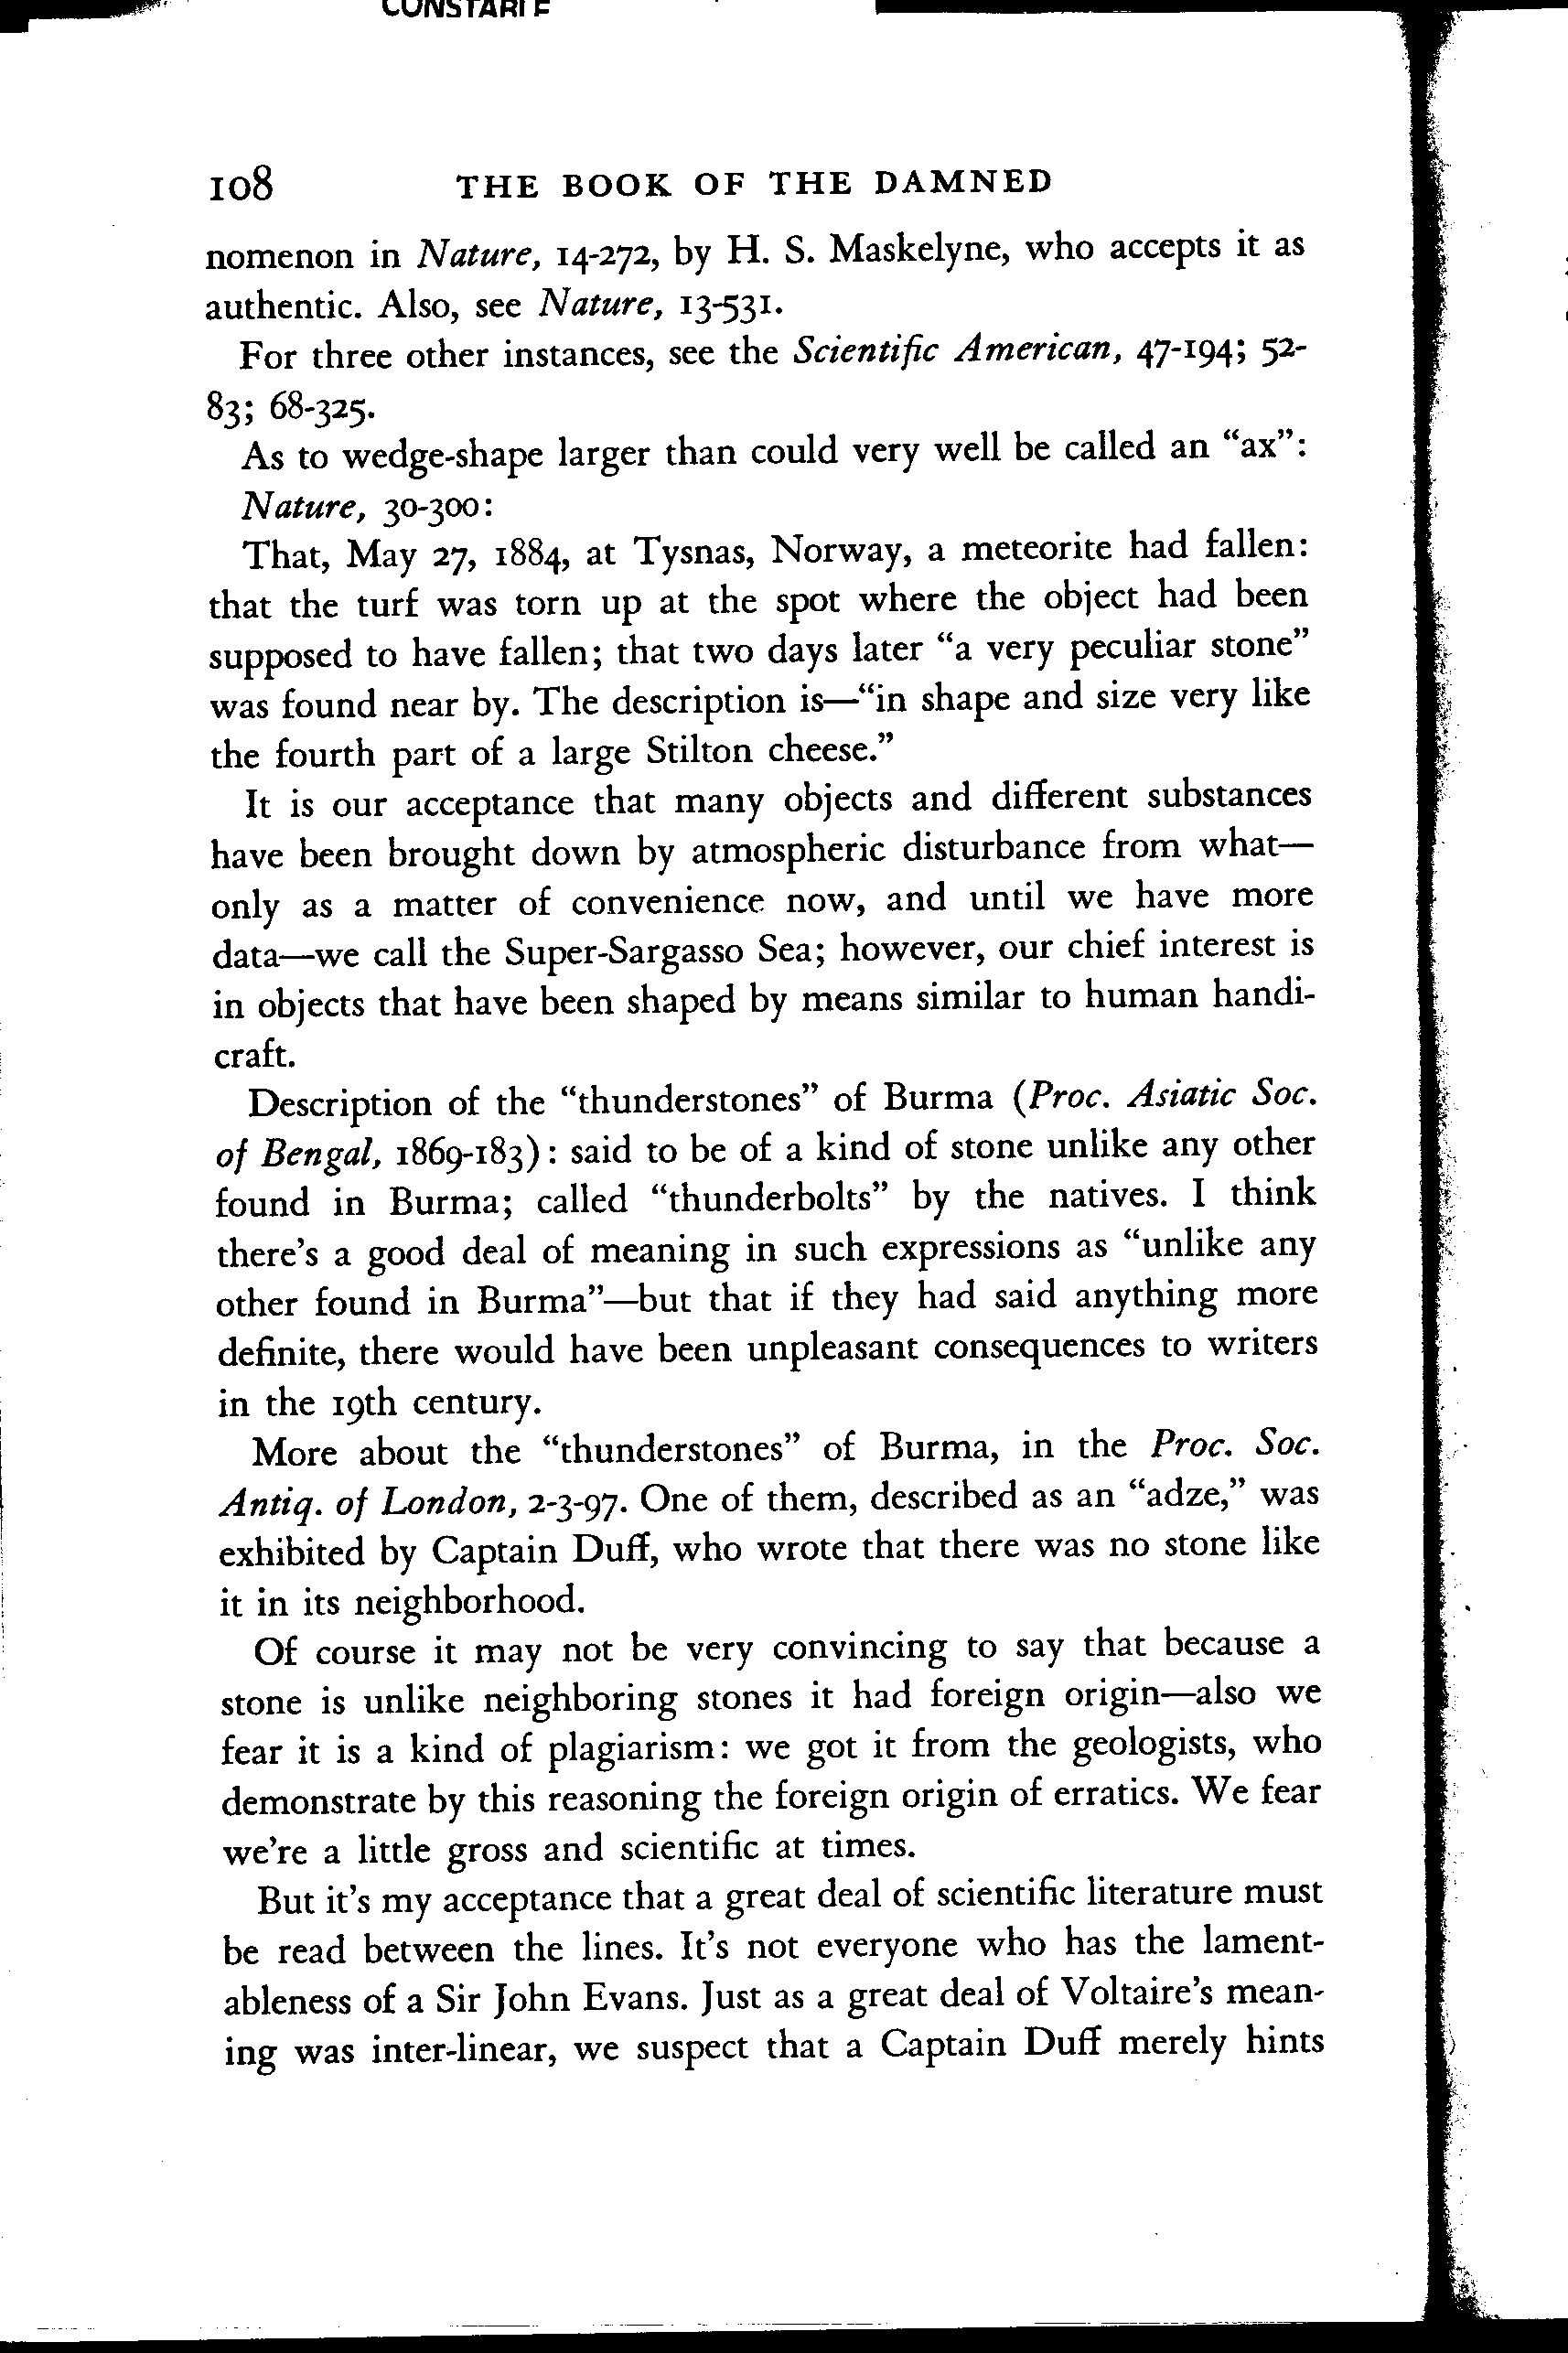 108 THE BOOK OF THE DAMNED
nomenon in Nature, 14-272, by H. S. Maskelyne, who accepts it as
authentic. Also, see Nature, 13-531.
For three other instances, see the Scientific American, 47-194; 52-
83; 68-325.
As to wedge-shape larger than could very well be called an “ax”:
Nature, 30-300:
That, May 27, 1884, at Tysnas, Norway, a meteorite had fallen:
that the turf was torn up at the spot where the object had been
supposed to have fallen; that two days later “a very peculiar stone”
was found near by. The description is—“in shape and size very like
the fourth part of a large Stilton cheese.”
It is our acceptance that many objects and different substances
have been brought down by atmospheric disturbance from what—
only as a matter of convenience now, and until we have more
data—we call the Super-Sargasso Sea; however, our chief interest is
in objects that have been shaped by means similar to human handi-
craft.
Description of the “thunderstones” of Burma (Proc. Asiatic Soc.
of Bengal, 1869-183): said to be of a kind of stone unlike any other
found in Burma; called “thunderbolts” by the natives. I think
there’s a good deal of meaning in such expressions as “unlike any
other found in Burma”—but that if they had said anything more
definite, there would have been unpleasant consequences to writers
in the 19th century.
More about the “thunderstones” of Burma, in the Proc. Soc.
Antiq. of London, 2-3-97. One of them, described as an “adze,” was
exhibited by Captain Duff, who wrote that there was no stone like
it in its neighborhood.
Of course it may not be very convincing to say that because a
stone is unlike neighboring stones it had foreign origin—also we
fear it is a kind of plagiarism: we got it from the geologists, who
demonstrate by this reasoning the foreign origin of erratics. We fear
we’re a little gross and scientific at times.
But it’s my acceptance that a great deal of scientific literature must
be read between the lines. It’s not everyone who has the lament-
ableness of a Sir John Evans. Just as a great deal of Voltaire’s mean-
ing was inter-linear, we suspect that a Captain Duff merely hints